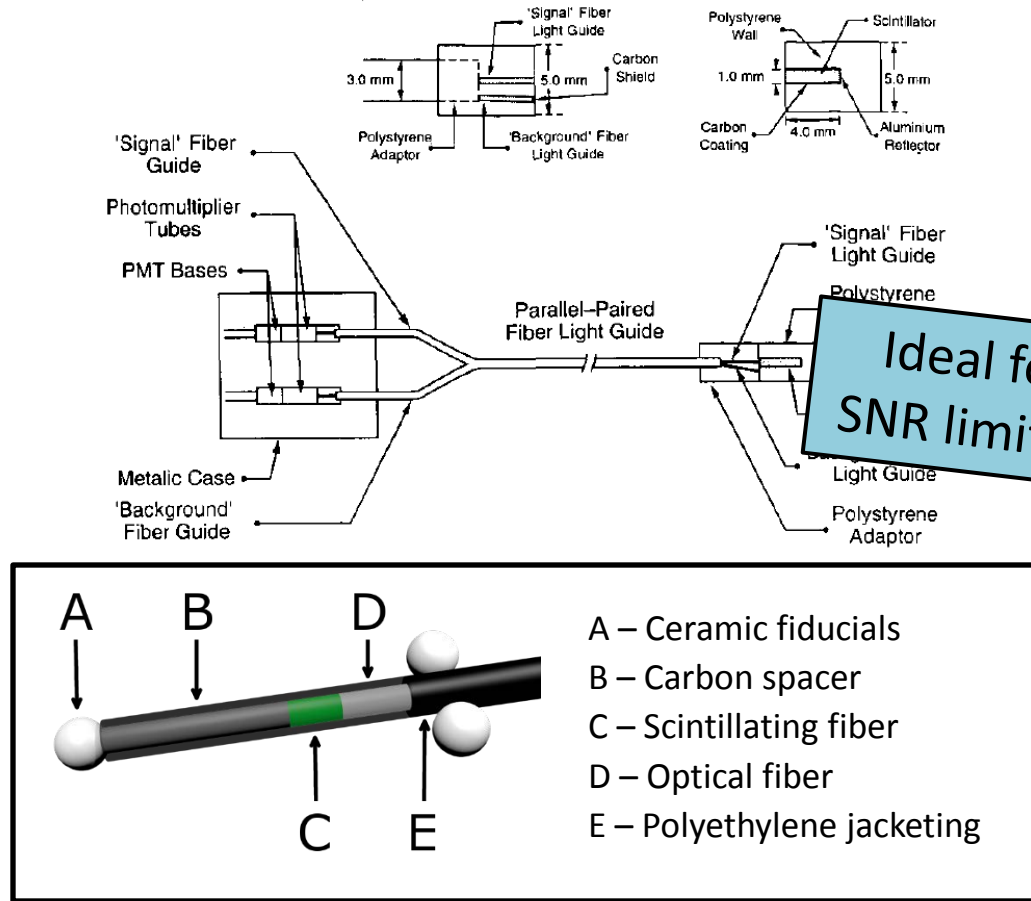 'Signal' Fiber
Light Guide
3.0 mm
5.0 mm
Carbon
Shield
Polystyrene
Adaptor
'Background' Fiber
Light Guide
Polystyrene
Wall
Scintillator
1.0 mm
5.0 mm
Carbon
Coating
4.0 mm
Aluminium
Reflector
'Signal' Fiber
Guide
Photomultiplier
Tubes
PMT Bases
Parallel–Paired
Fiber Light Guide
'Signal' Fiber
Light Guide
Polystyrene
Ideal
SNR
Light Guide
Metalic Case
'Background'
Fiber Guide
Polystyrene
Adaptor
A
B
D
C
E
A – Ceramic fiducials
B – Carbon spacer
C – Scintillating fiber
D – Optical fiber
E – Polyethylene jacketing